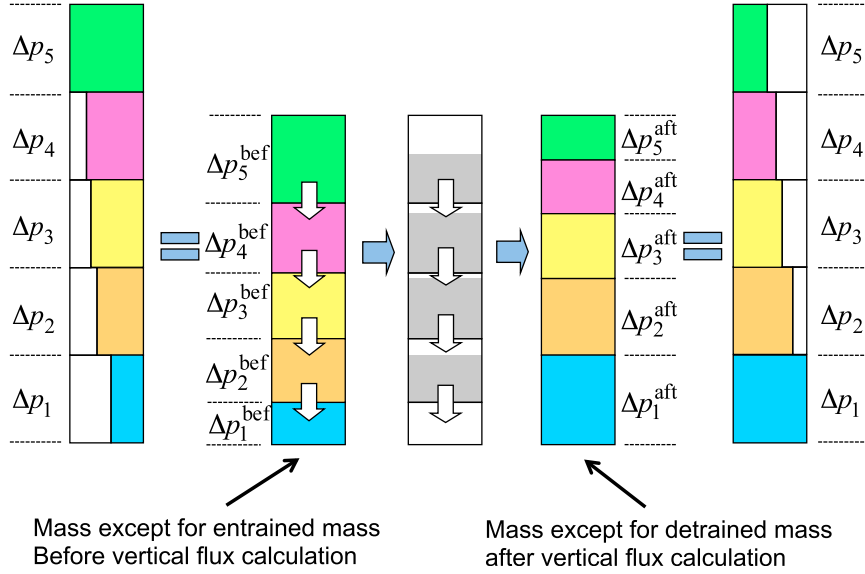 Δp₅
Δp₄
Δp₃
Δp₂
Δp₁
Δp₅ᵇᵉᶠ
Δp₄ᵇᵉᶠ
Δp₃ᵇᵉᶠ
Δp₂ᵇᵉᶠ
Δp₁ᵇᵉᶠ
Δp₅ᵃᶠᵗ
Δp₄ᵃᶠᵗ
Δp₃ᵃᶠᵗ
Δp₂ᵃᶠᵗ
Δp₁ᵃᶠᵗ
Δp₅
Δp₄
Δp₃
Δp₂
Δp₁
Mass except for entrained mass
Before vertical flux calculation
Mass except for detrained mass
after vertical flux calculation